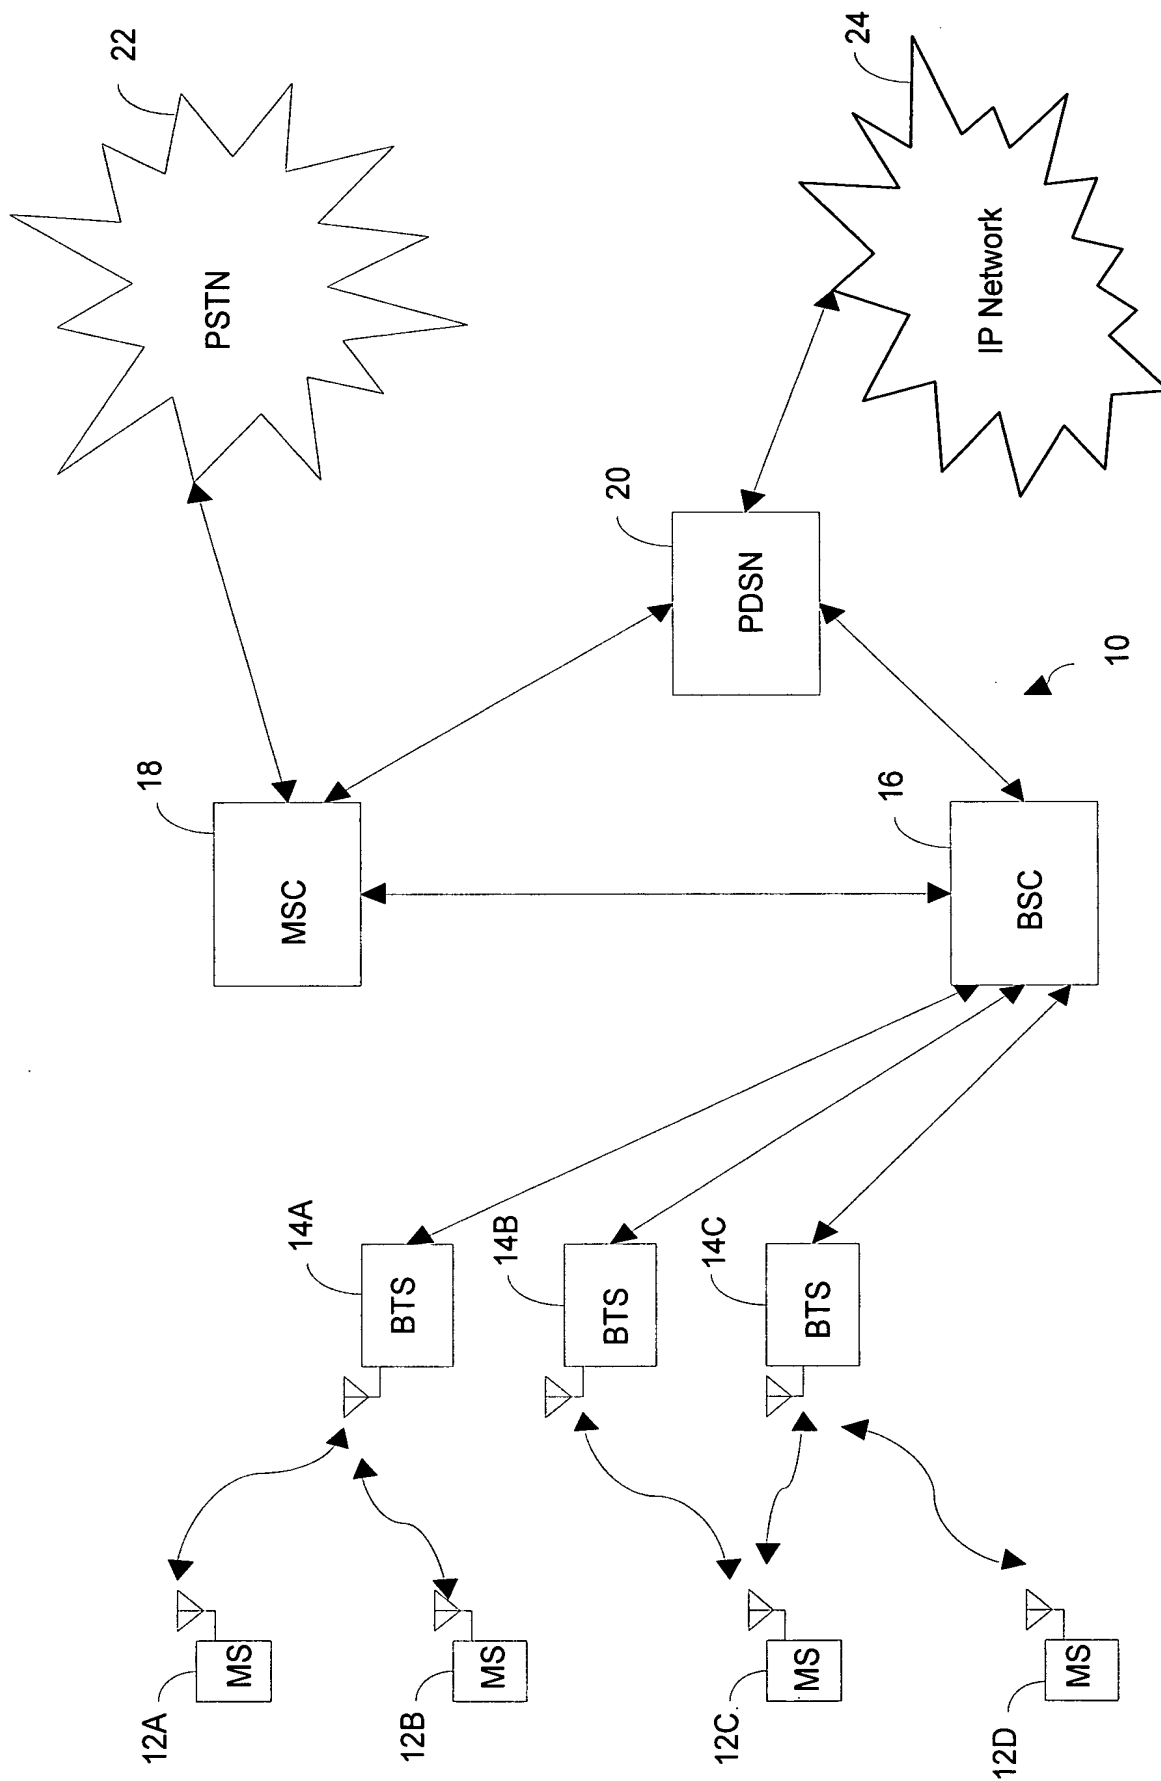 22
PSTN
24
IP Network
18
MSC
20
PDSN
16
BSC
10
14A
BTS
14B
BTS
14C
BTS
12A
MS
12B
MS
12C.
MS
12D
MS